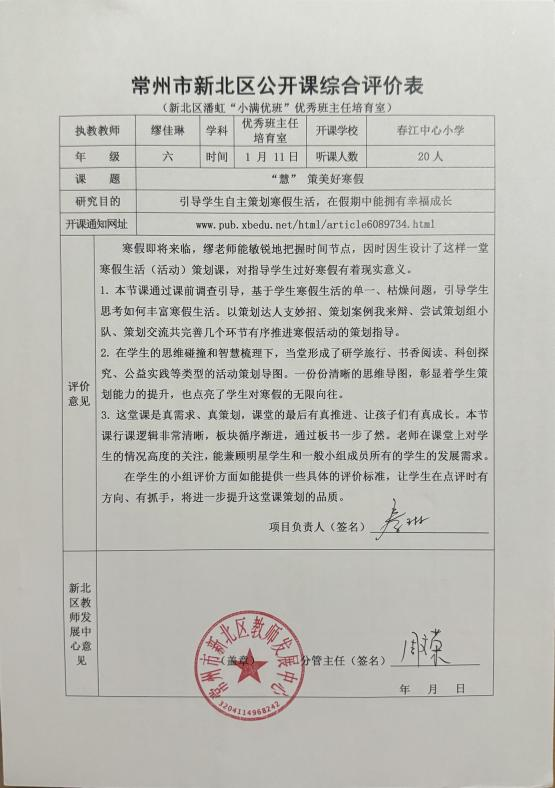 常州市新北区公开课综合评价表
（新北区潘虹“小满优班”优秀班主任培育室）
执教教师 缪佳琳 学科 优秀班主任培育室 开课学校 春江中心小学
年 级 六 时间 1 月 11日 听课人数 20 人
课 题 “慧” 策美好寒假
研究目的 引导学生自主策划寒假生活，在假期中能拥有幸福成长
开课通知网址 www.pub.xbedu.net/html/article6089734.html
评价意见
寒假即将来临，缪老师能敏锐地把握时间节点，因时因生设计了这样一堂
寒假生活（活动）策划课，对指导学生过好寒假有着现实意义。
1. 本节课通过课前调查引导，基于学生寒假生活的单一、枯燥问题，引导学生
思考如何丰富寒假生活。以策划达人支妙招、策划案例我来辩、尝试策划组小
队、策划交流共完善几个环节有序推进寒假活动的策划指导。
2. 在学生的思维碰撞和智慧梳理下，当堂形成了研学旅行、书香阅读、科创探
究、公益实践等类型的活动策划导图。一份份清晰的思维导图，彰显着学生策
划能力的提升，也点亮了学生对寒假的无限向往。
3. 这堂课是真需求、真策划，课堂的最后有真推进、让孩子们有真成长。本节
课行课逻辑非常清晰，板块循序渐进，通过板书一步了然。老师在课堂上对学
生的情况高度的关注，能兼顾明星学生和一般小组成员所有的学生的发展需求。
在学生的小组评价方面如能提供一些具体的评价标准，让学生在点评时有
方向、有抓手，将进一步提升这堂课策划的品质。
项目负责人（签名）
新北区教师发展中心意见
常州市新北区教师发展中心
（盖章） 分管主任（签名）
3204114968242
年 月 日